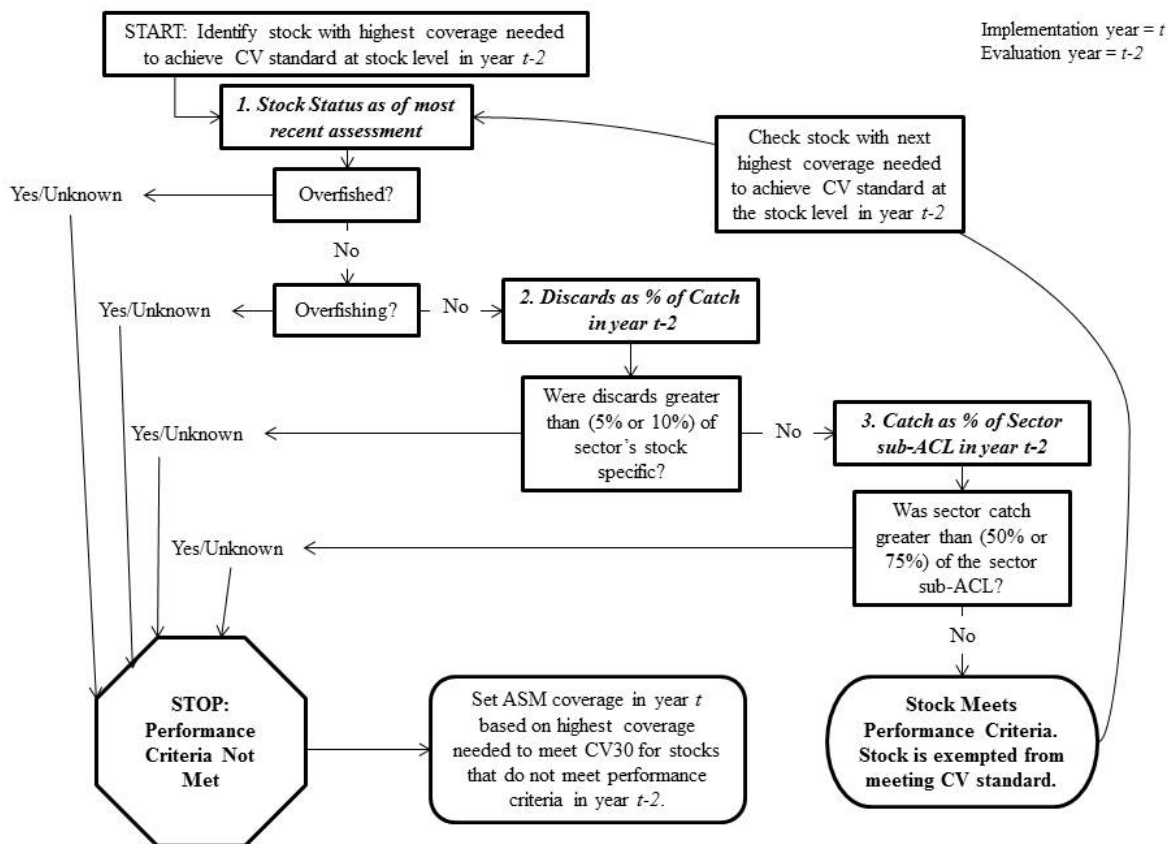 START: Identify stock with highest coverage needed
to achieve CV standard at stock level in year t-2
Implementation year = t
Evaluation year = t-2
1. Stock Status as of most
recent assessment
Check stock with next
highest coverage needed
to achieve CV standard at
the stock level in year t-2
Yes/Unknown
Overfished?
No
Yes/Unknown
Overfishing?
No
2. Discards as % of Catch
in year t-2
Were discards greater
than (5% or 10%) of
sector's stock
specific?
Yes/Unknown
No
3. Catch as % of Sector
sub-ACL in year t-2
Was sector catch
greater than (50% or
75%) of the sector
sub-ACL?
Yes/Unknown
No
STOP:
Performance
Criteria Not
Met
Set ASM coverage in year t
based on highest coverage
needed to meet CV30 for stocks
that do not meet performance
criteria in year t-2.
Stock Meets
Performance Criteria.
Stock is exempted from
meeting CV standard.